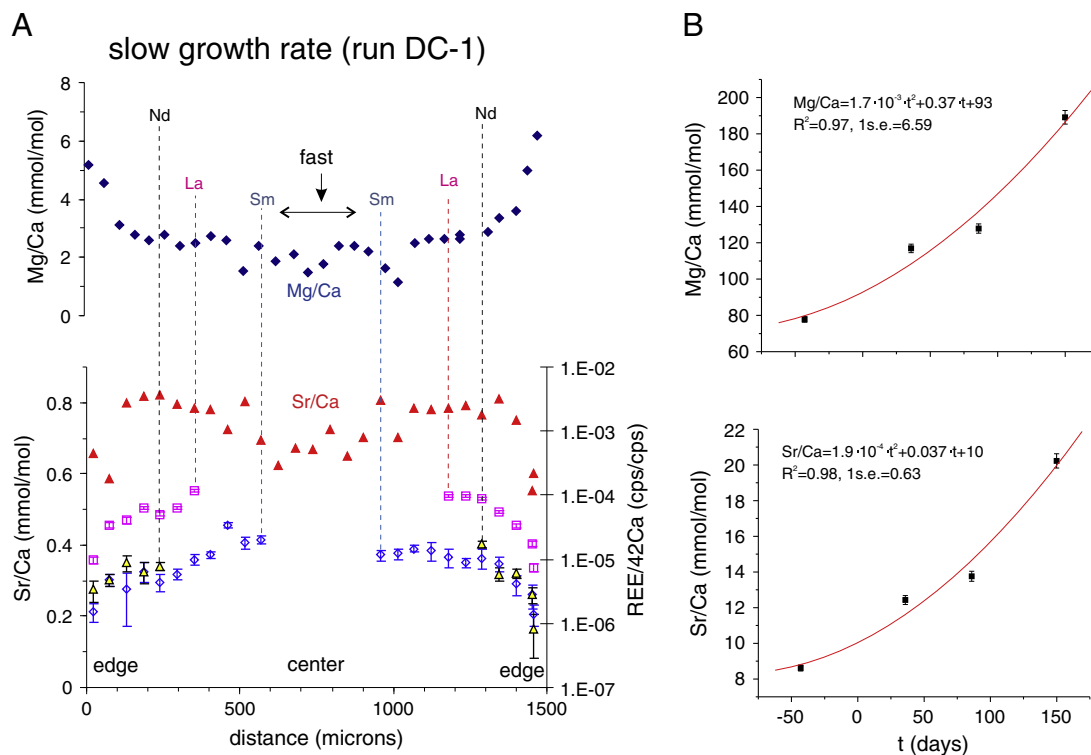 A
slow growth rate (run DC-1)
8
6
4
2
0
Mg/Ca (mmol/mol)
Nd
La
Sm
fast
Sm
La
Nd
Mg/Ca
0.8
0.6
0.4
0.2
0
Sr/Ca (mmol/mol)
Sr/Ca
1.E-02
1.E-03
1.E-04
1.E-05
1.E-06
1.E-07
REE/42Ca (cps/cps)
edge
center
edge
0
500
1000
1500
distance (microns)
B
Mg/Ca=1.7·10⁻³·t²+0.37·t+93
R²=0.97, 1s.e.=6.59
200
180
160
140
120
100
80
60
Mg/Ca (mmol/mol)
Sr/Ca=1.9·10⁻⁴·t²+0.037·t+10
R²=0.98, 1s.e.=0.63
22
20
18
16
14
12
10
8
Sr/Ca (mmol/mol)
-50
0
50
100
150
t (days)